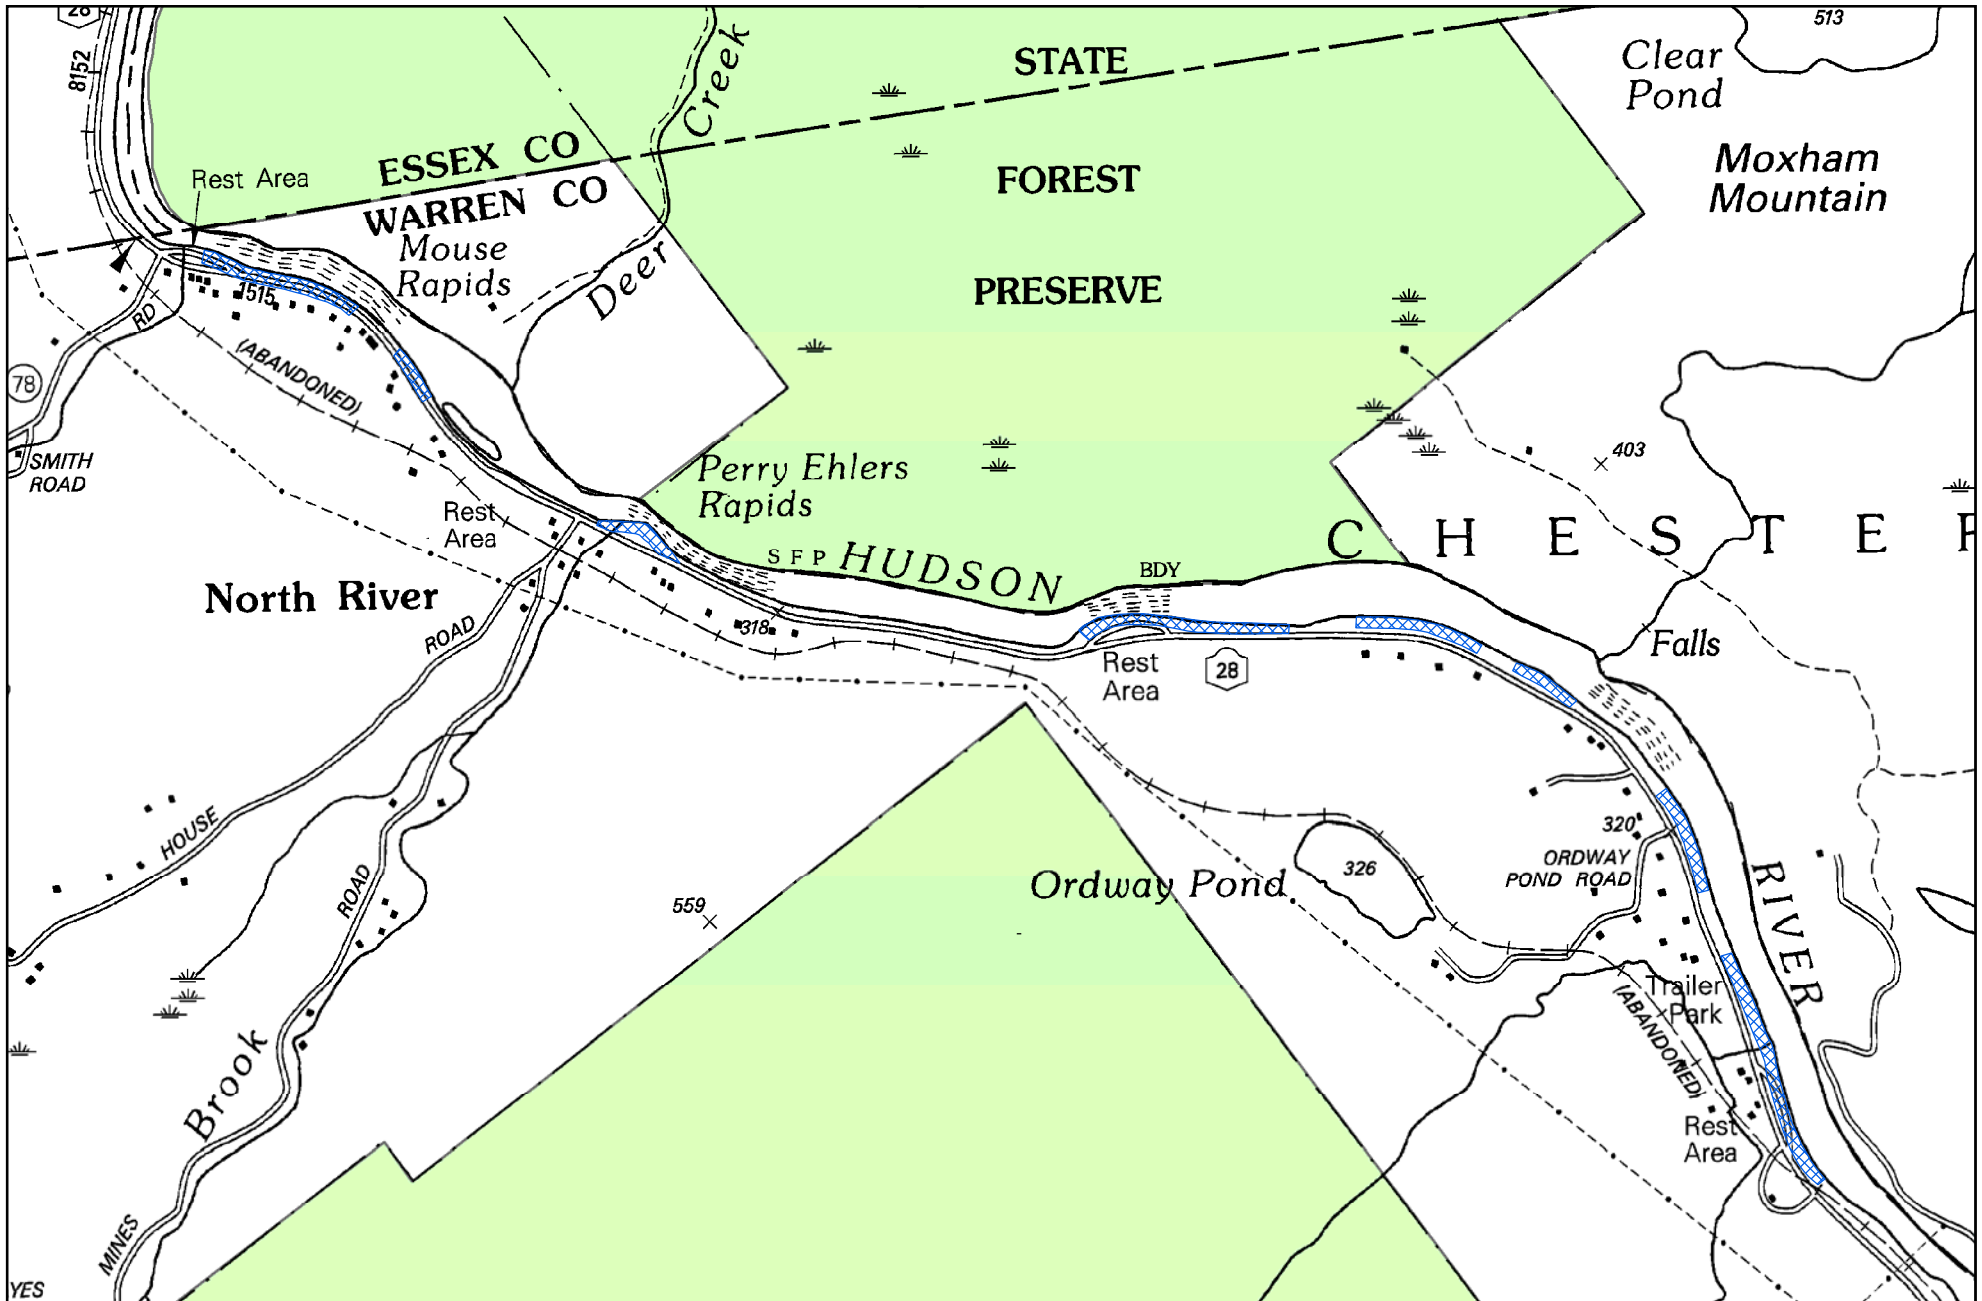 28
8152
Rest Area
ESSEX CO
WARREN CO
Creek
STATE
FOREST
PRESERVE
513
Clear
Pond
Moxham
Mountain
Mouse
Rapids
Deer
1515
RD
(ABANDONED)
78
SMITH
ROAD
Rest
Area
Perry Ehlers
Rapids
403
CHESTER
SFP
HUDSON
BDY
North River
318
ROAD
Rest
Area
28
Falls
HOUSE
ROAD
559
Ordway Pond
326
320
ORDWAY
POND ROAD
RIVER
Trailer
Park
(ABANDONED)
Rest
Area
Brook
MINES
YES